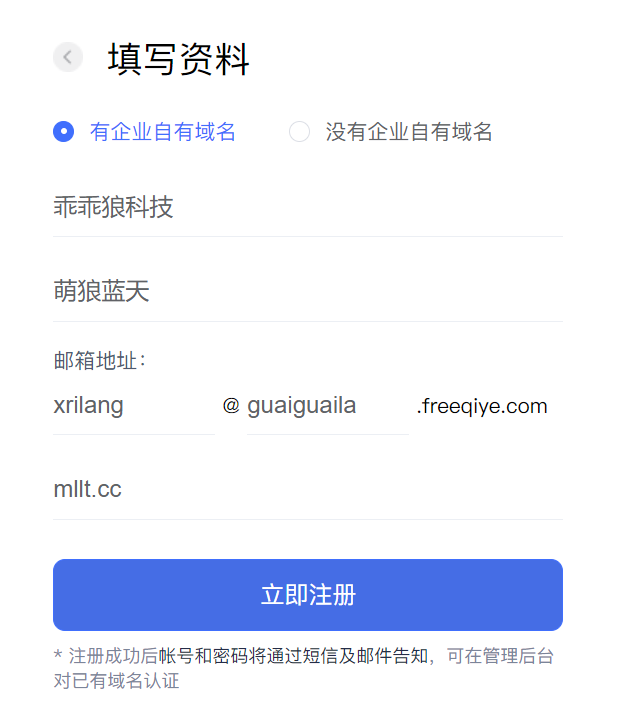 填写资料
有企业自有域名 没有企业自有域名
乖乖狼科技
萌狼蓝天
邮箱地址：
xrilang @ guaiguaila .freeqiye.com
mllt.cc
立即注册
* 注册成功后帐号和密码将通过短信及邮件告知，可在管理后台
对已有域名认证